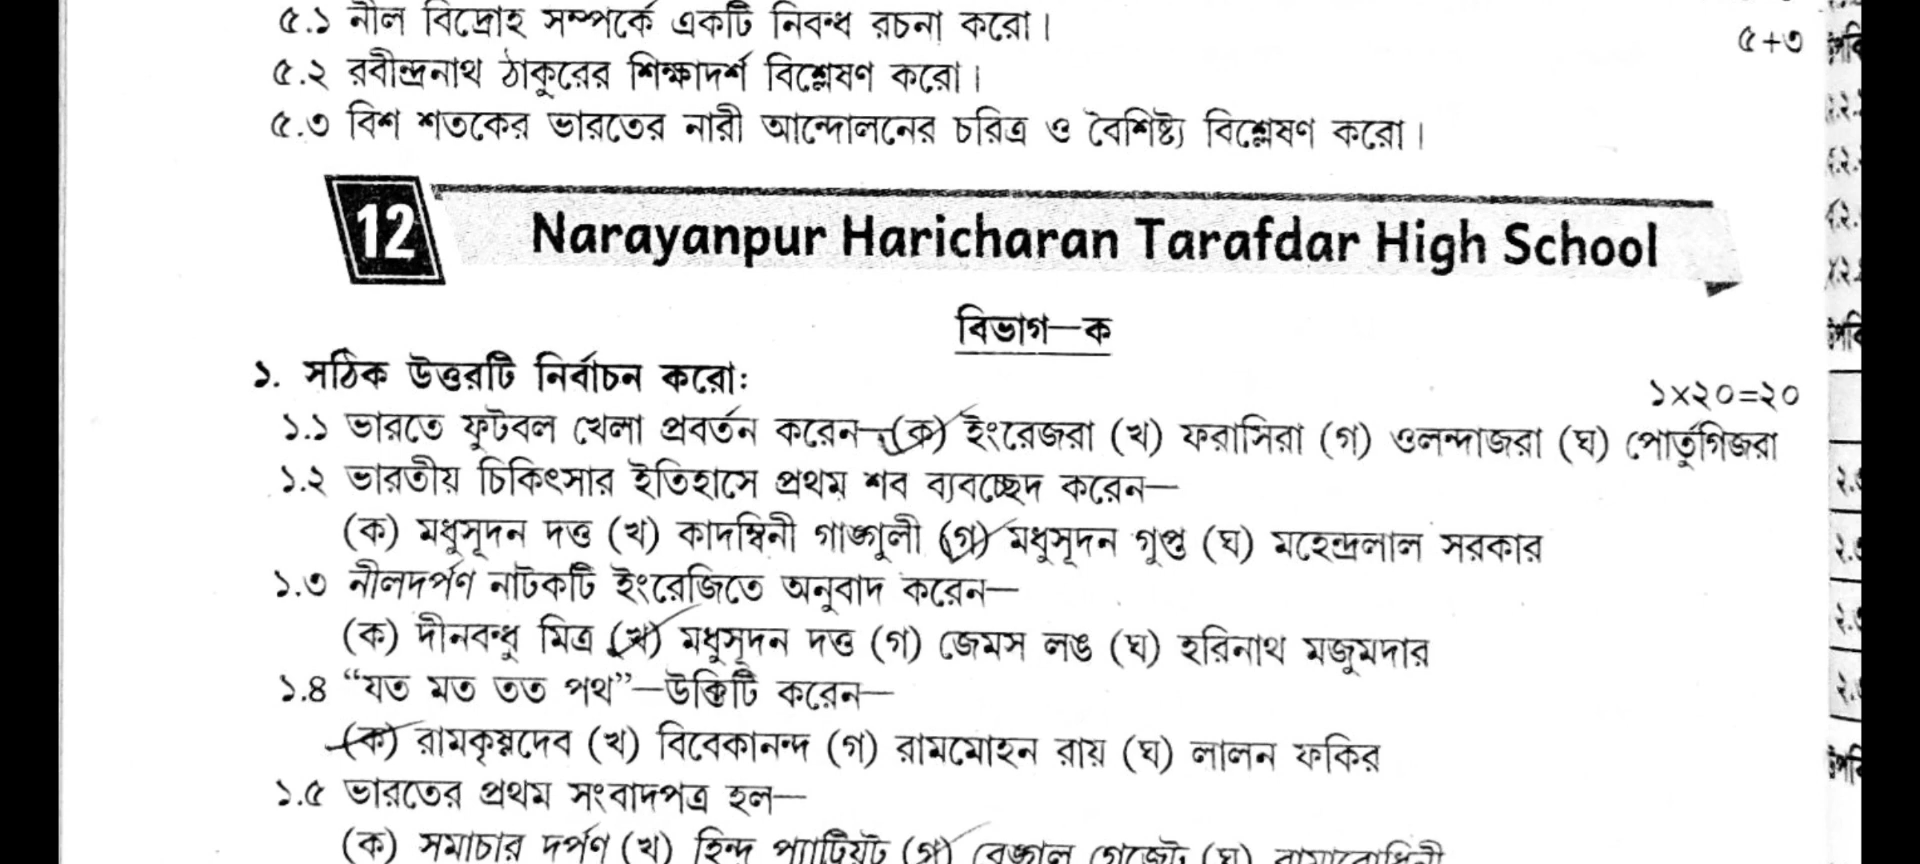 ৫.১ নীল বিদ্রোহ সম্পর্কে একটি নিবন্ধ রচনা করো।
৫+৩
৫.২ রবীন্দ্রনাথ ঠাকুরের শিক্ষাদর্শ বিশ্লেষণ করো।
৫.৩ বিশ শতকের ভারতের নারী আন্দোলনের চরিত্র ও বৈশিষ্ট্য বিশ্লেষণ করো।
12 Narayanpur Haricharan Tarafdar High School
বিভাগ—ক
১. সঠিক উত্তরটি নির্বাচন করো:
১×২০=২০
১.১ ভারতে ফুটবল খেলা প্রবর্তন করেন—(ক) ইংরেজরা (খ) ফরাসিরা (গ) ওলন্দাজরা (ঘ) পোর্তুগিজরা
১.২ ভারতীয় চিকিৎসার ইতিহাসে প্রথম শব ব্যবচ্ছেদ করেন—
(ক) মধুসূদন দত্ত (খ) কাদম্বিনী গাঙ্গুলী (গ) মধুসূদন গুপ্ত (ঘ) মহেন্দ্রলাল সরকার
১.৩ নীলদর্পণ নাটকটি ইংরেজিতে অনুবাদ করেন—
(ক) দীনবন্ধু মিত্র (খ) মধুসূদন দত্ত (গ) জেমস লঙ (ঘ) হরিনাথ মজুমদার
১.৪ “যত মত তত পথ”—উক্তিটি করেন—
(ক) রামকৃষ্ণদেব (খ) বিবেকানন্দ (গ) রামমোহন রায় (ঘ) লালন ফকির
১.৫ ভারতের প্রথম সংবাদপত্র হল—
(ক) সমাচার দর্পণ (খ) হিন্দু প্যাট্রিয়ট (গ) বেঙ্গল গেজেট (ঘ) বামাবোধিনী